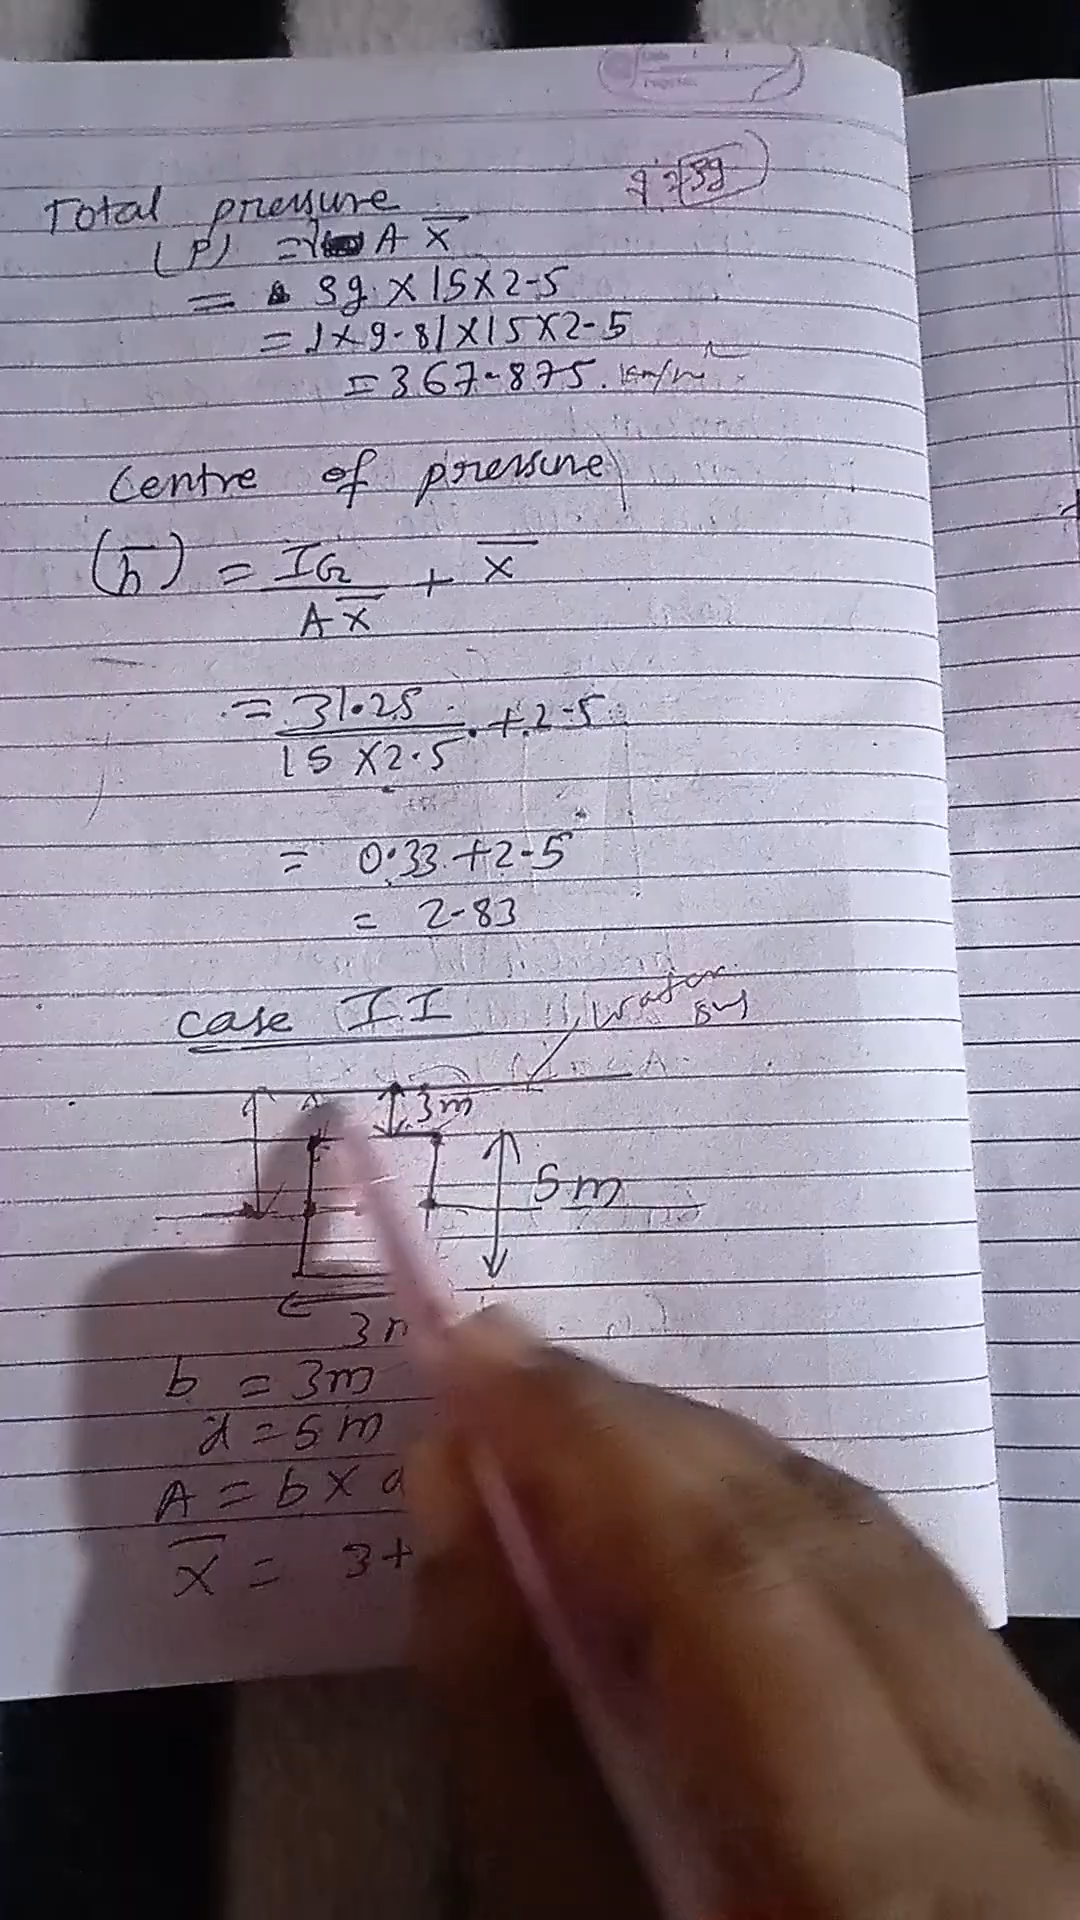 Total pressure
(P) = A x̄
= 3g × 15 × 2.5
= 1 × 9.81 × 15 × 2.5
= 367.875
Centre of pressure
(h̄) = IG / A x̄ + x̄
= 31.25 / 15 × 2.5 + 2.5
= 0.33 + 2.5
= 2.83
case II
water
3m
5m
3
b = 3m
d = 5m
A = b × d
x̄ = 3 +